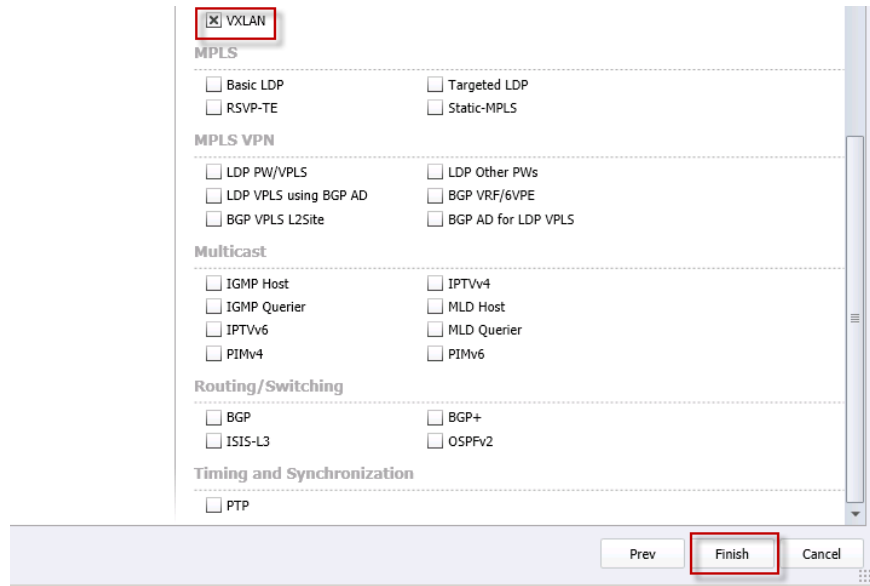 VXLAN
MPLS
Basic LDP Targeted LDP
RSVP-TE Static-MPLS
MPLS VPN
LDP PW/VPLS LDP Other PWs
LDP VPLS using BGP AD BGP VRF/6VPE
BGP VPLS L2Site BGP AD for LDP VPLS
Multicast
IGMP Host IPTVv4
IGMP Querier MLD Host
IPTVv6 MLD Querier
PIMv4 PIMv6
Routing/Switching
BGP BGP+
ISIS-L3 OSPFv2
Timing and Synchronization
PTP
Prev Finish Cancel